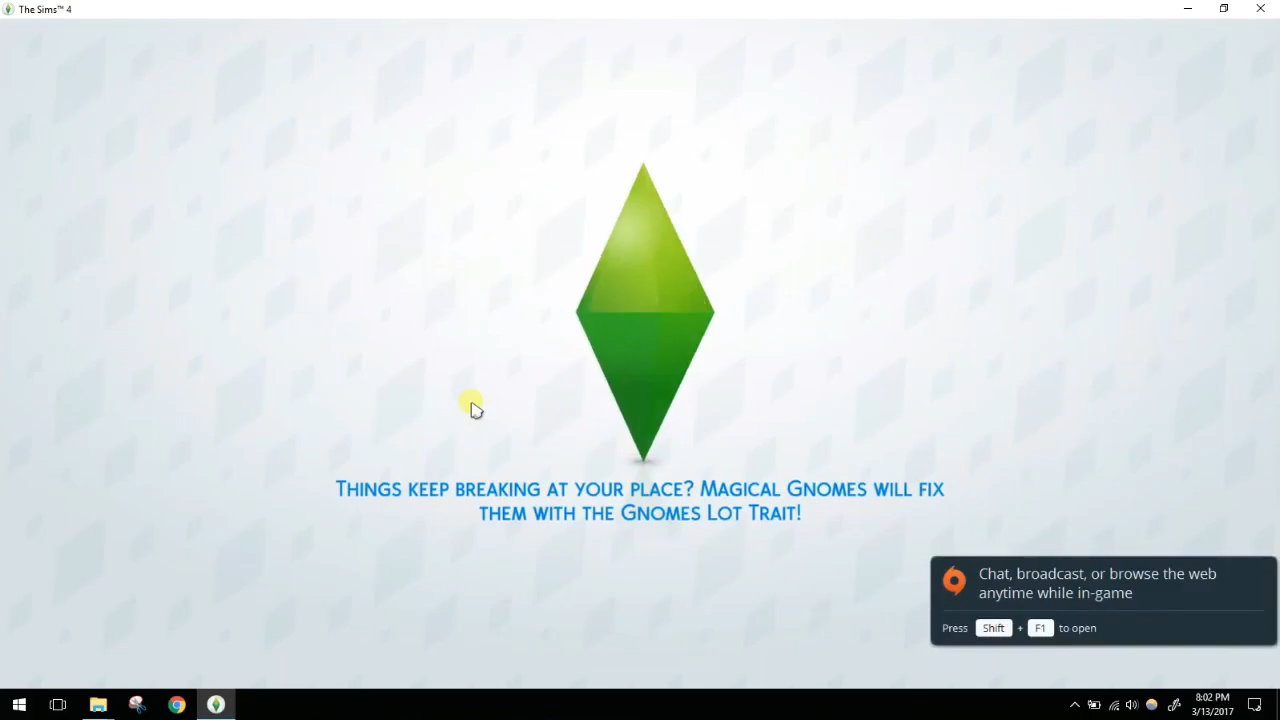 The Sims™ 4
THINGS KEEP BREAKING AT YOUR PLACE? MAGICAL GNOMES WILL FIX
THEM WITH THE GNOMES LOT TRAIT!
Chat, broadcast, or browse the web
anytime while in-game
Press Shift + F1 to open
8:02 PM
3/13/2017